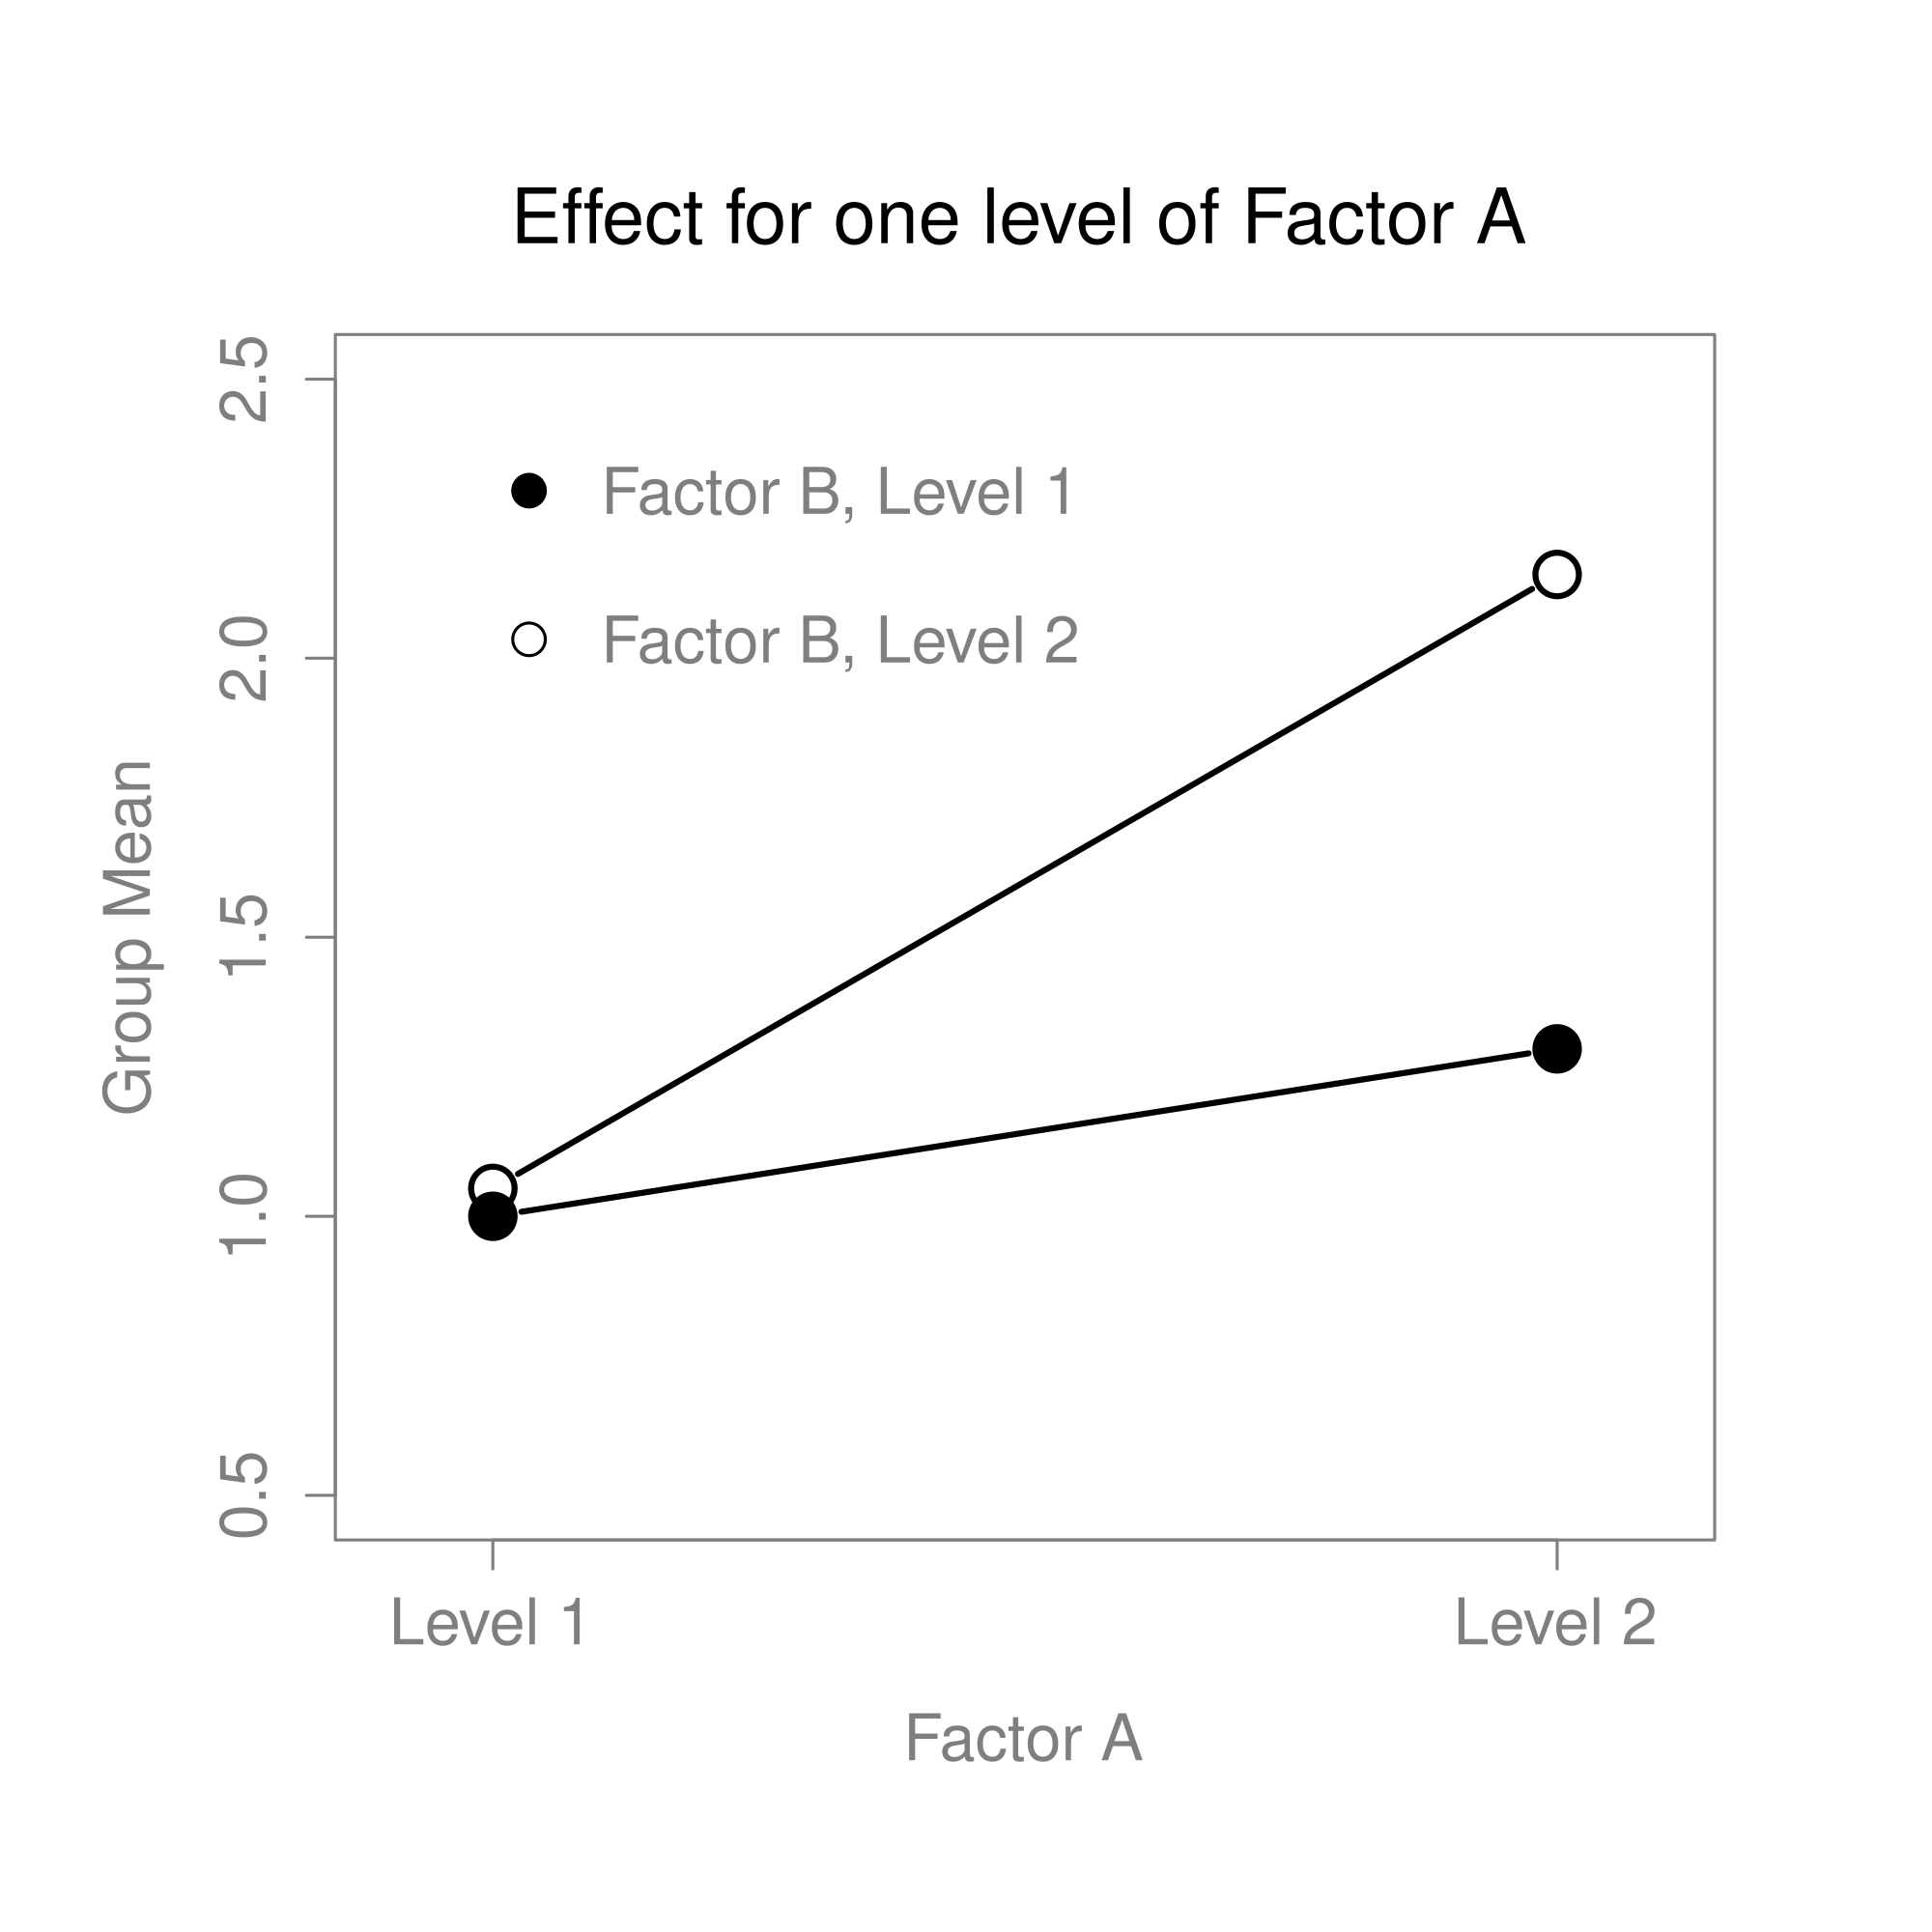 Effect for one level of Factor A
2.5
2.0
1.5
1.0
0.5
Group Mean
Factor B, Level 1
Factor B, Level 2
Level 1
Level 2
Factor A